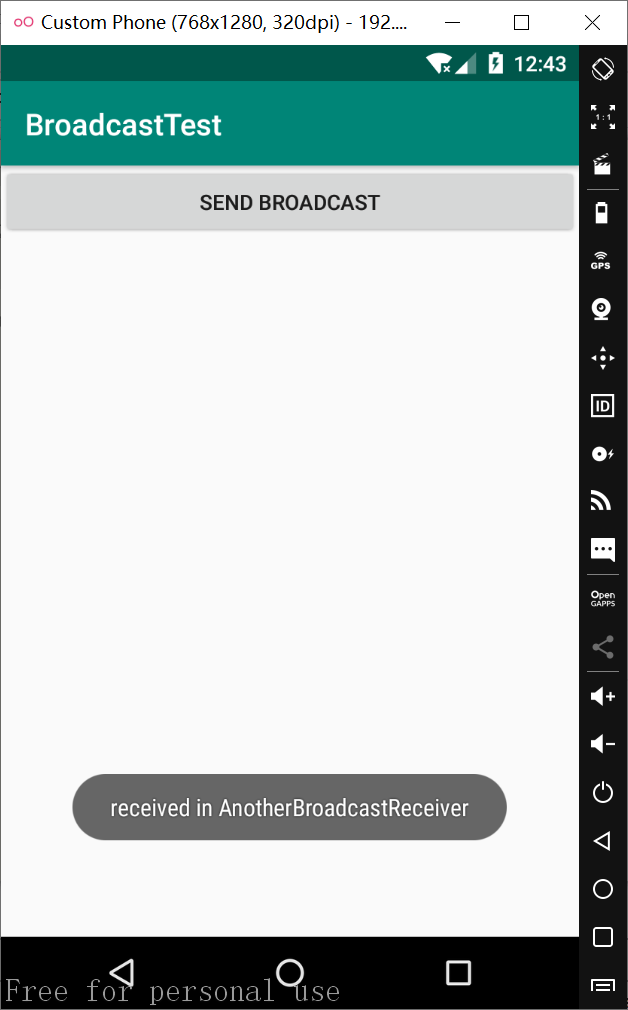 Custom Phone (768x1280, 320dpi) - 192....
12:43
BroadcastTest
SEND BROADCAST
1:1
GPS
ID
Open
GAPPS
received in AnotherBroadcastReceiver
Free for personal use